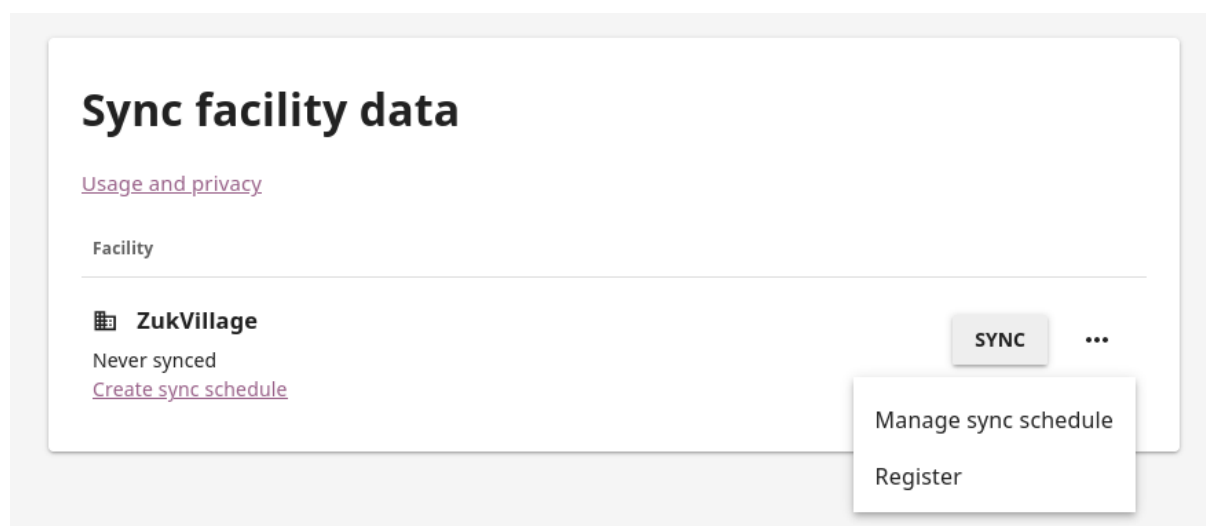 Sync facility data
Usage and privacy
Facility
ZukVillage
Never synced
Create sync schedule
SYNC
Manage sync schedule
Register